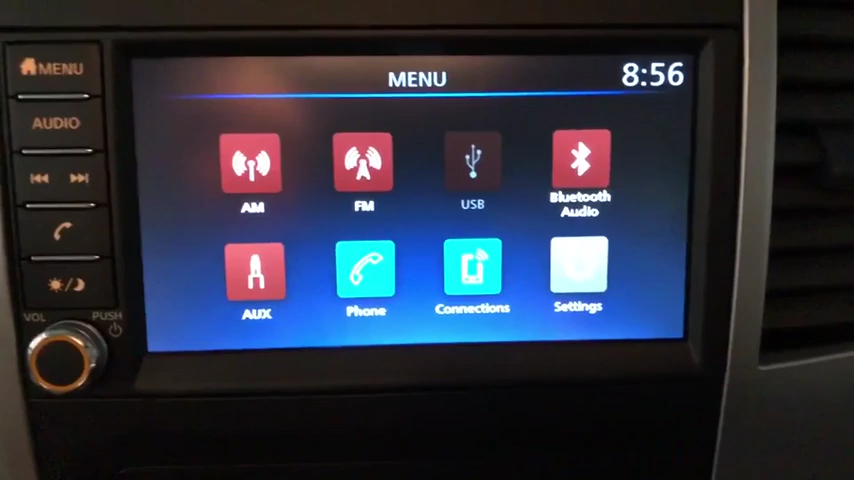 MENU
8:56
MENU
AUDIO
AM
FM
USB
Bluetooth
Audio
AUX
Phone
Connections
Settings
VOL
PUSH